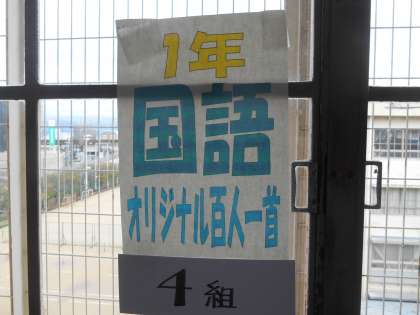 1年
国語
オリジナル百人一首
4組